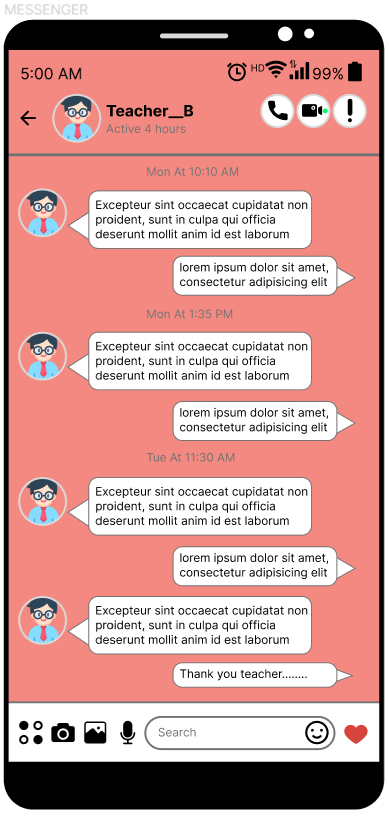 MESSENGER
5:00 AM
HD
99%
Teacher__B
Active 4 hours
Mon At 10:10 AM
Excepteur sint occaecat cupidatat non
proident, sunt in culpa qui officia
deserunt mollit anim id est laborum
lorem ipsum dolor sit amet,
consectetur adipisicing elit
Mon At 1:35 PM
Excepteur sint occaecat cupidatat non
proident, sunt in culpa qui officia
deserunt mollit anim id est laborum
lorem ipsum dolor sit amet,
consectetur adipisicing elit
Tue At 11:30 AM
Excepteur sint occaecat cupidatat non
proident, sunt in culpa qui officia
deserunt mollit anim id est laborum
lorem ipsum dolor sit amet,
consectetur adipisicing elit
Excepteur sint occaecat cupidatat non
proident, sunt in culpa qui officia
deserunt mollit anim id est laborum
Thank you teacher........
Search